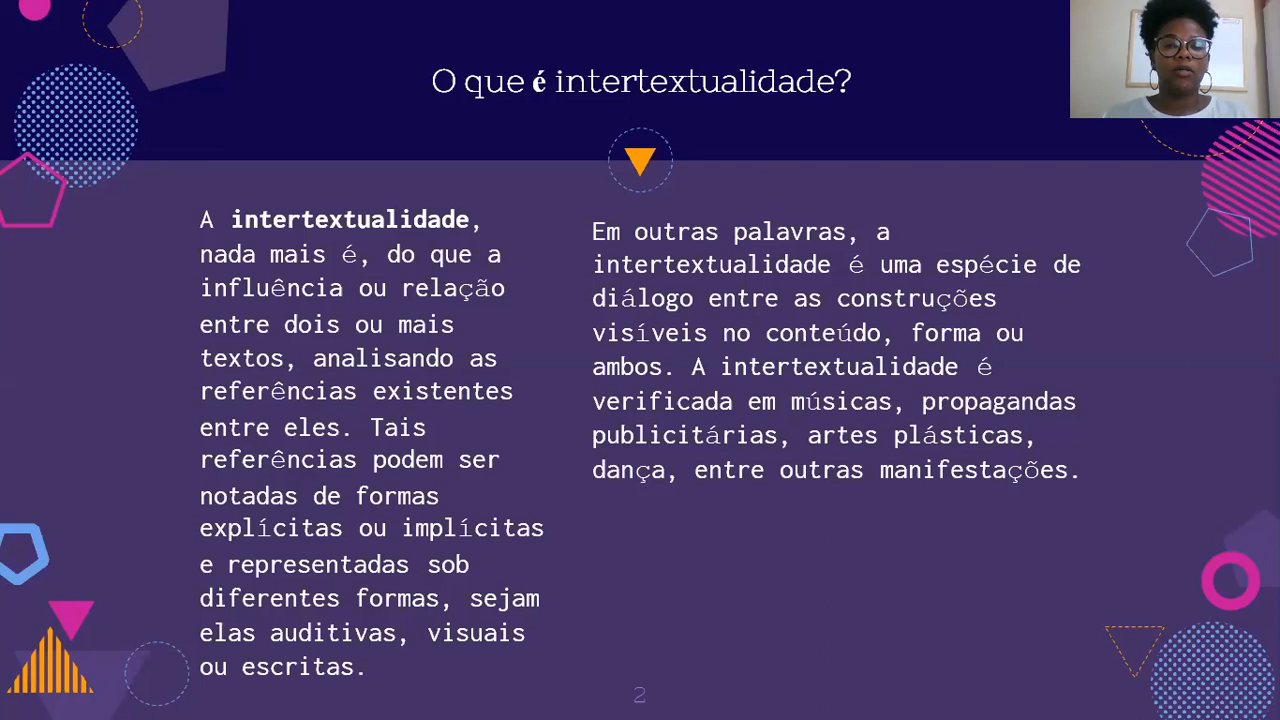 O que é intertextualidade?
A intertextualidade,
nada mais é, do que a
influência ou relação
entre dois ou mais
textos, analisando as
referências existentes
entre eles. Tais
referências podem ser
notadas de formas
explícitas ou implícitas
e representadas sob
diferentes formas, sejam
elas auditivas, visuais
ou escritas.
Em outras palavras, a
intertextualidade é uma espécie de
diálogo entre as construções
visíveis no conteúdo, forma ou
ambos. A intertextualidade é
verificada em músicas, propagandas
publicitárias, artes plásticas,
dança, entre outras manifestações.
2